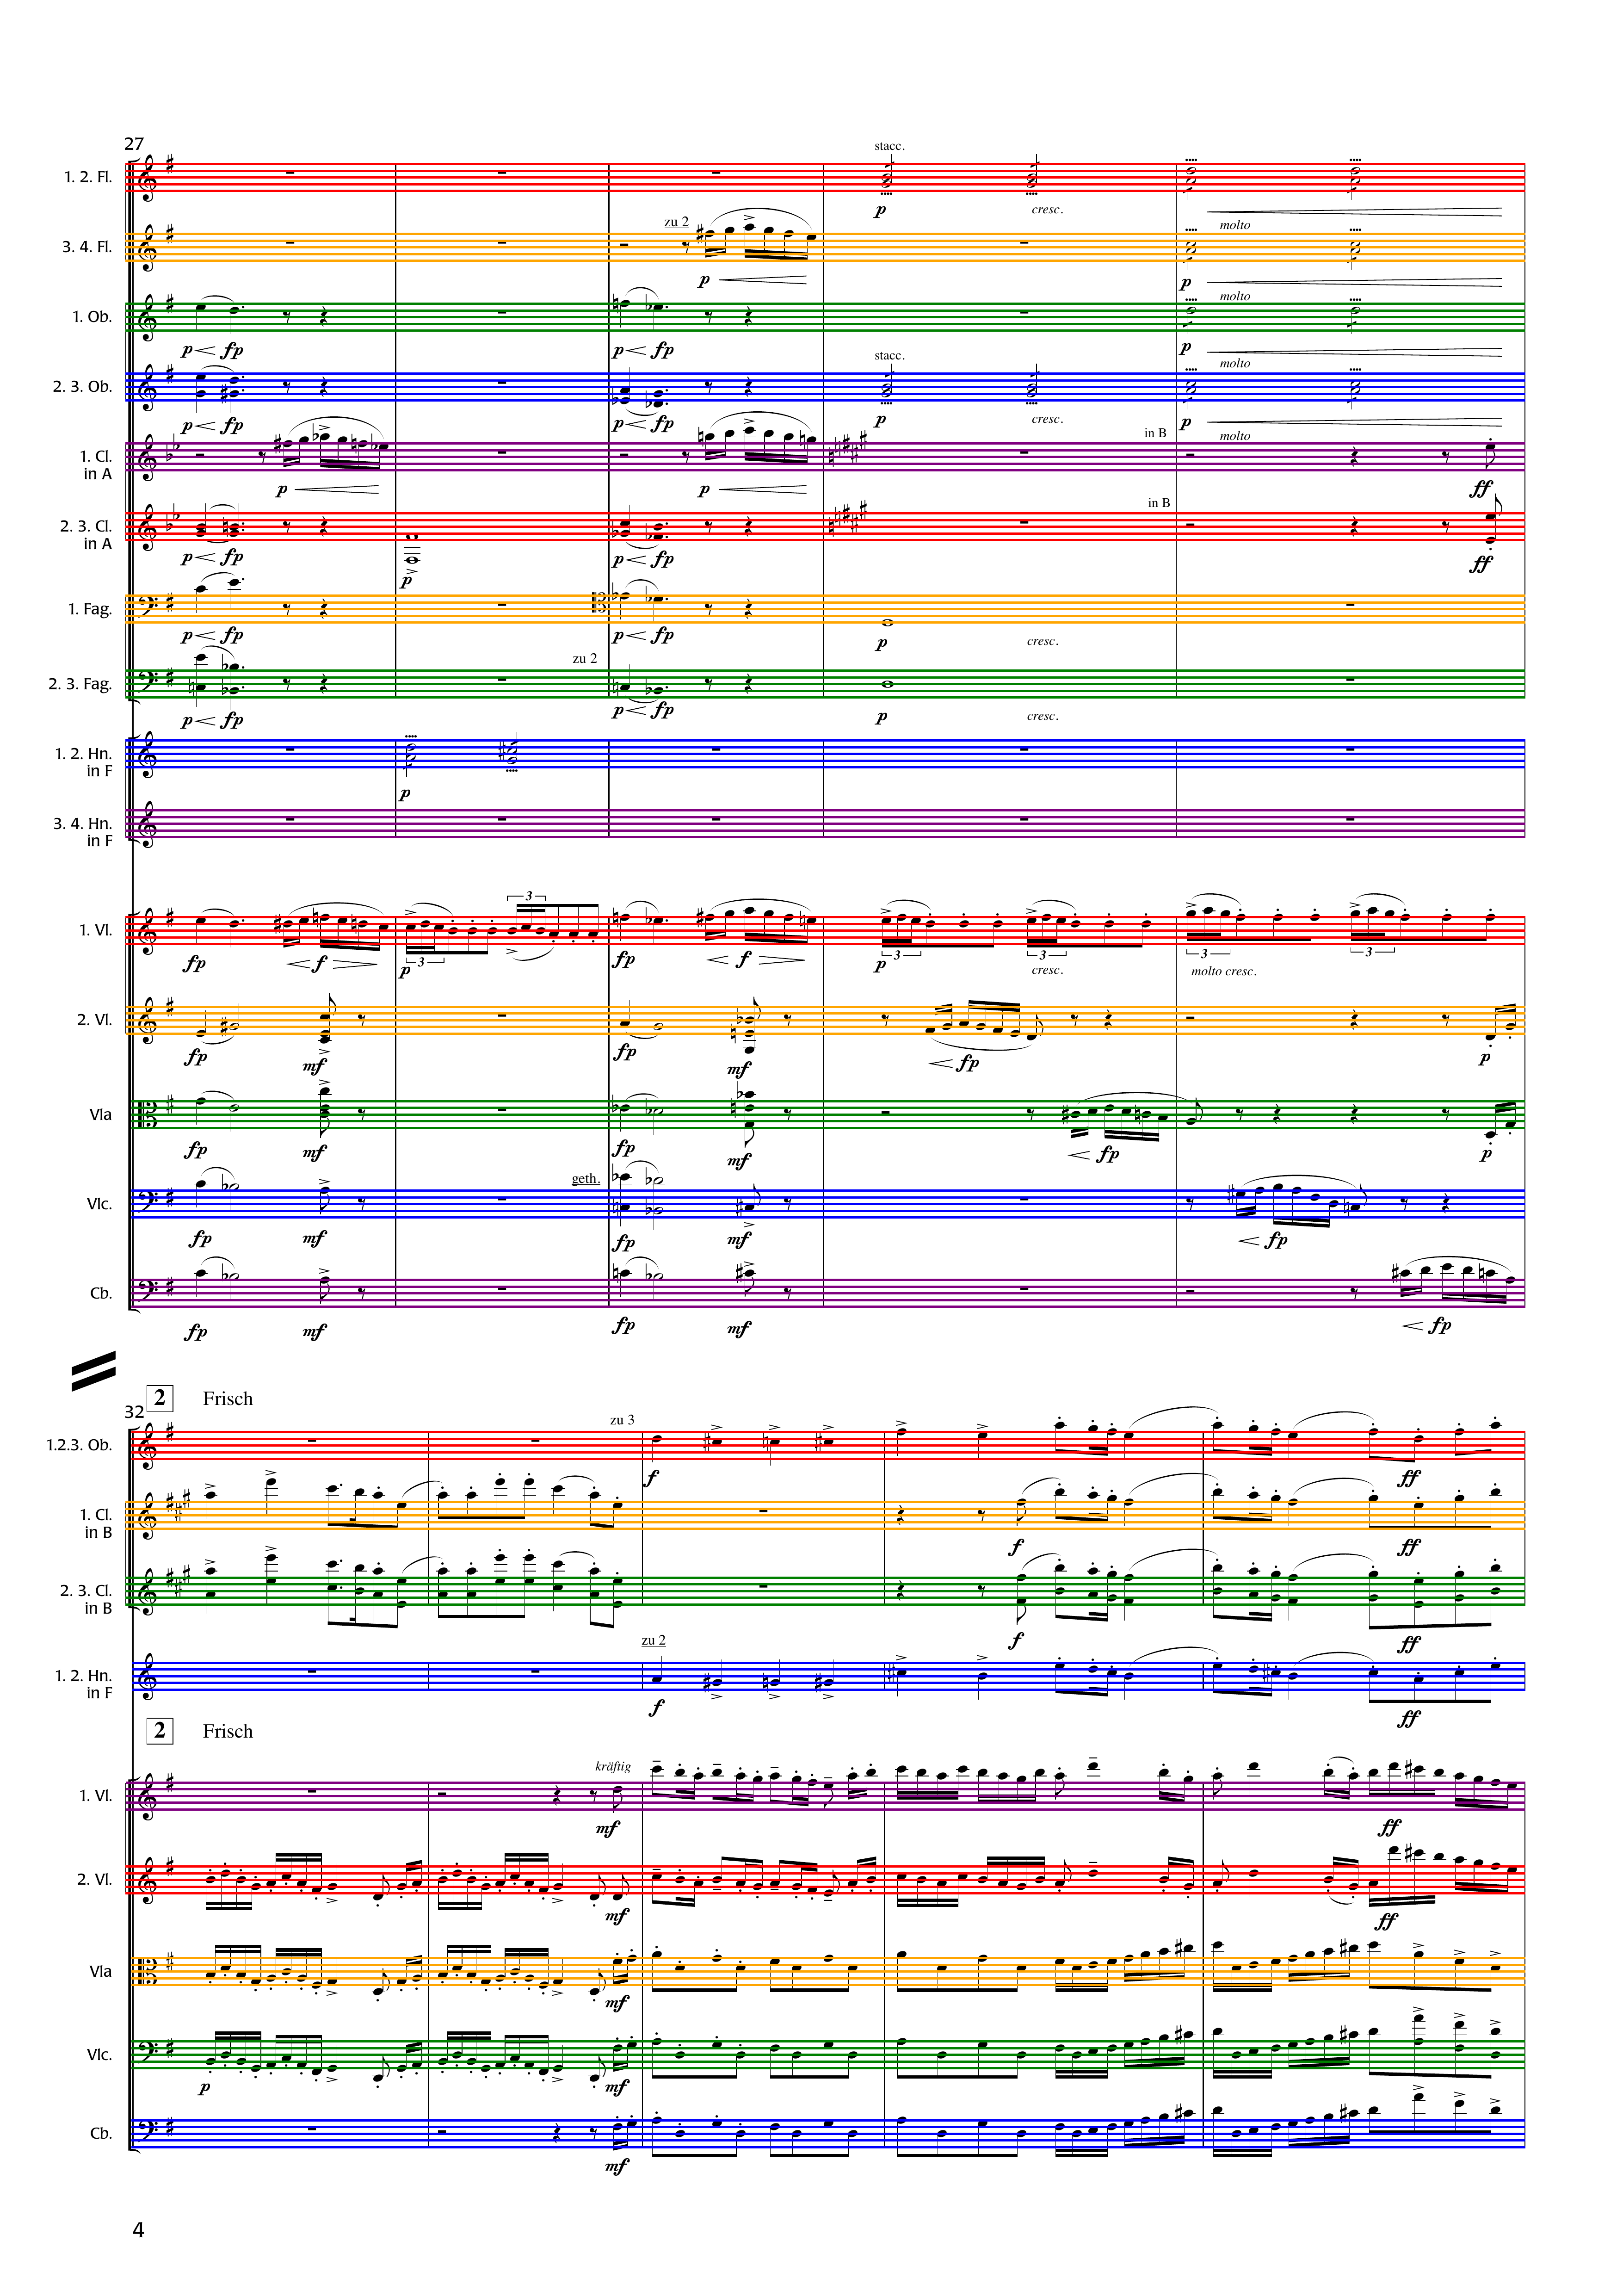 27
stacc.
1. 2. Fl.
p
cresc.
molto
zu 2
3. 4. Fl.
p
p
molto
1. Ob.
p fp
p fp
p
molto
stacc.
2. 3. Ob.
p fp
p fp
p
cresc.
p
molto
in B
1. Cl.
in A
p
p
ff
in B
2. 3. Cl.
in A
p fp
p
p fp
ff
1. Fag.
p fp
p fp
p
cresc.
zu 2
2. 3. Fag.
p fp
p fp
p
cresc.
1. 2. Hn.
in F
p
3. 4. Hn.
in F
3
1. Vl.
fp f
p 3
fp f
p 3
cresc. 3
molto cresc. 3
3
2. Vl.
fp mf
fp mf
fp
p
Vla
fp mf
fp mf
fp
p
geth.
Vlc.
fp mf
fp mf
fp
Cb.
fp mf
fp mf
fp
2 Frisch
32
zu 3
1.2.3. Ob.
f
ff
1. Cl.
in B
f
ff
2. 3. Cl.
in B
f
ff
zu 2
1. 2. Hn.
in F
f
ff
2 Frisch
kräftig
1. Vl.
mf
ff
2. Vl.
mf
ff
Vla
mf
Vlc.
p
mf
Cb.
mf
4